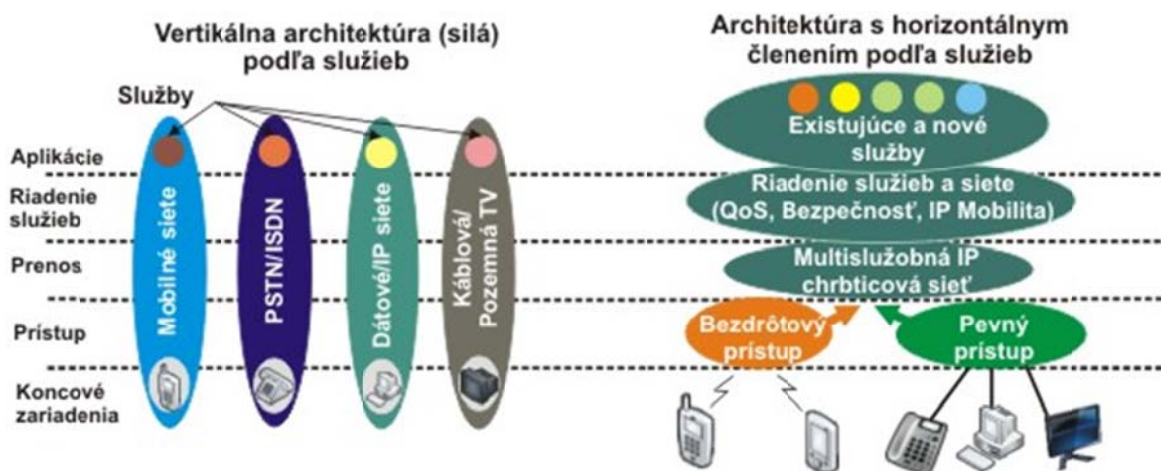 Vertikálna architektúra (silá)
podľa služieb
Služby
Aplikácie
Riadenie
služieb
Prenos
Prístup
Koncové
zariadenia
Mobilné siete
PSTN/ISDN
Dátové/IP siete
Káblová/
Pozemná TV
Architektúra s horizontálnym
členením podľa služieb
Existujúce a nové
služby
Riadenie služieb a siete
(QoS, Bezpečnosť, IP Mobilita)
Multislužobná IP
chrbticová sieť
Bezdrôtový
prístup
Pevný
prístup